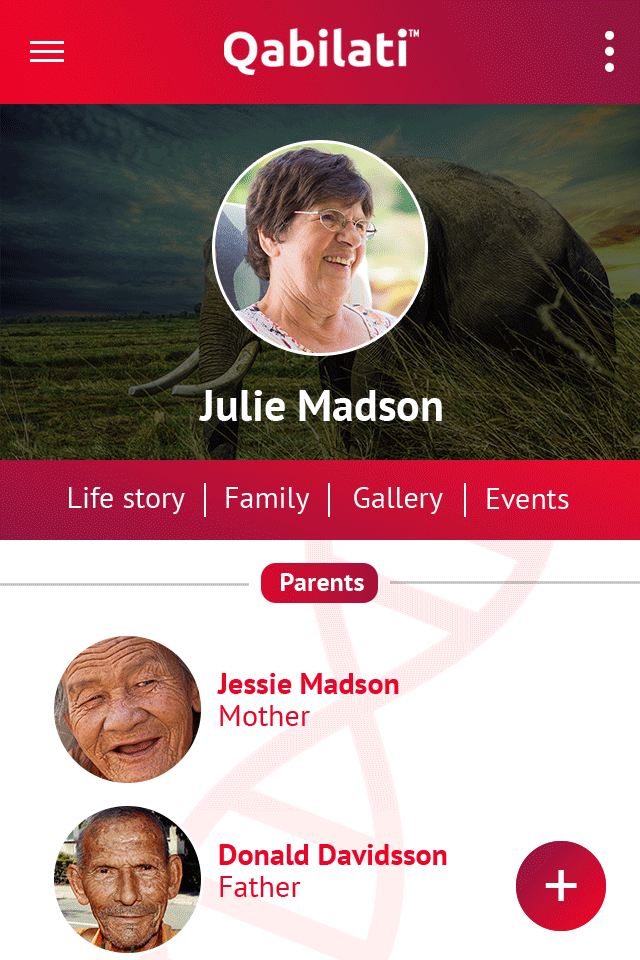 Qabilati™
Julie Madson
Life story | Family | Gallery | Events
Parents
Jessie Madson
Mother
Donald Davidsson
Father
+